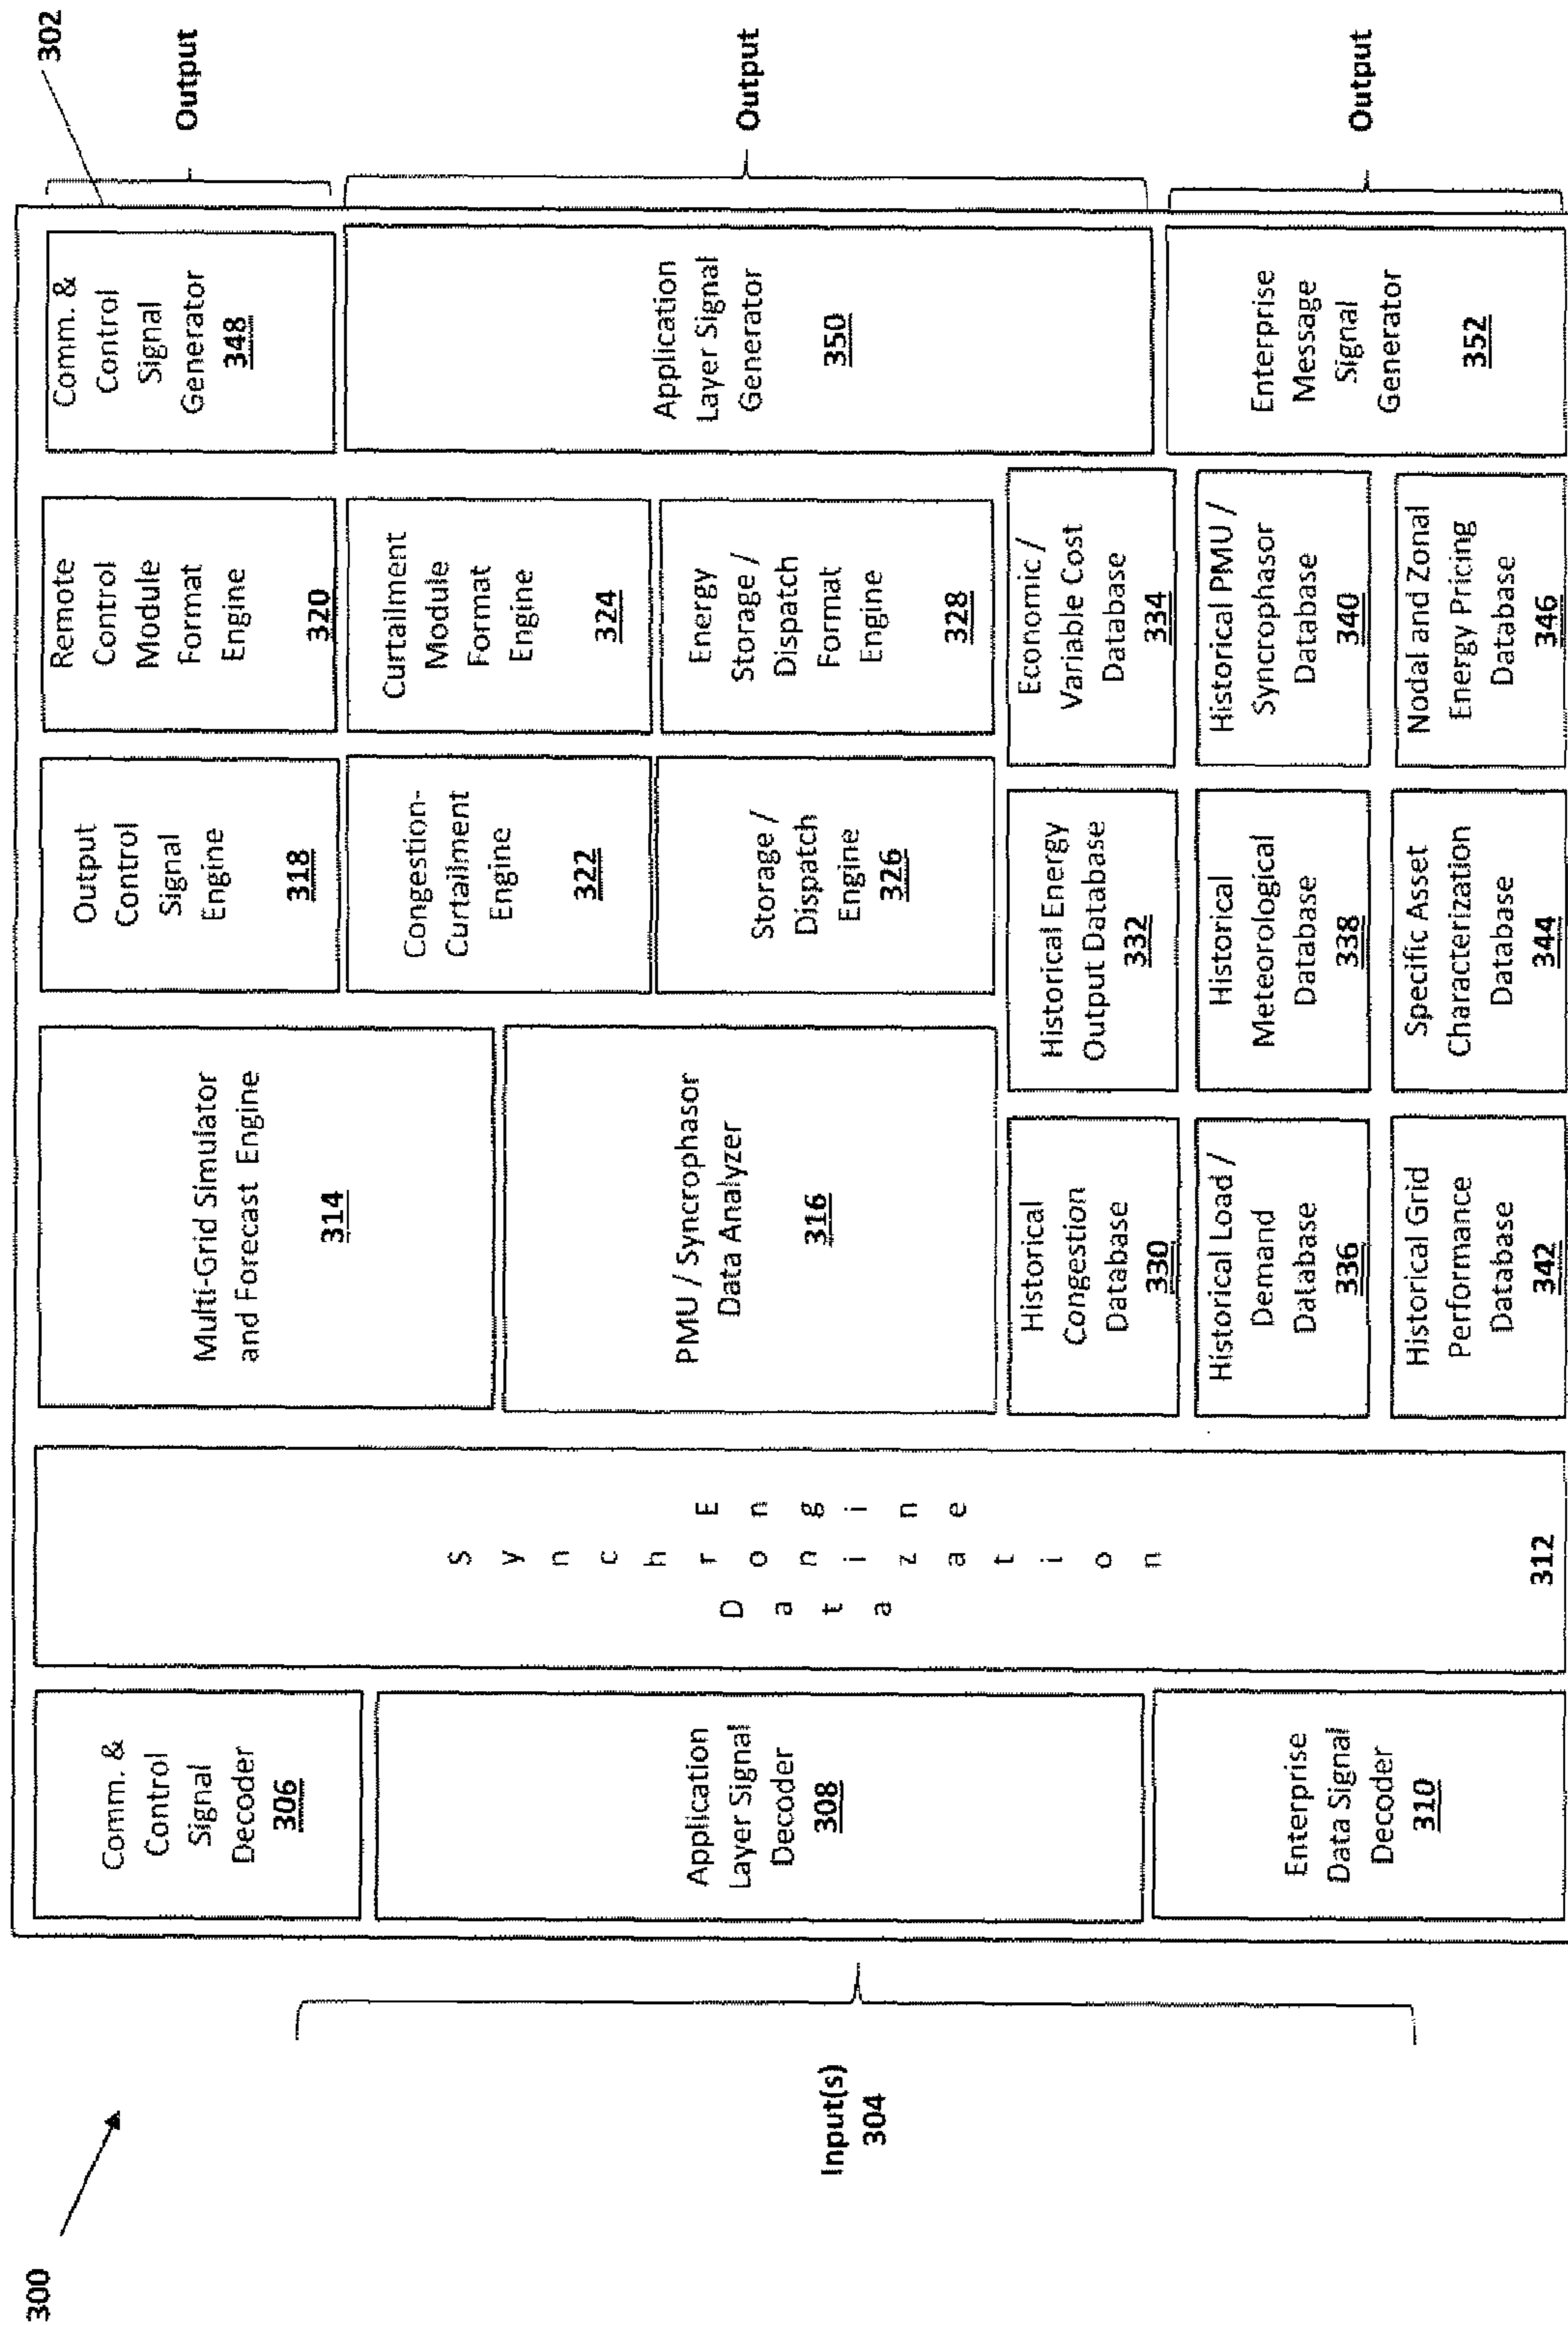 300
302
Input(s)
304
Comm. &
Control
Signal
Decoder
306
Application
Layer Signal
Decoder
308
Enterprise
Data Signal
Decoder
310
Data
Synchronization
Engine
312
Multi-Grid Simulator
and Forecast Engine
314
PMU / Syncrophasor
Data Analyzer
316
Output
Control
Signal
Engine
318
Remote
Control
Module
Format
Engine
320
Congestion-
Curtailment
Engine
322
Curtailment
Module
Format
Engine
324
Storage /
Dispatch
Engine
326
Energy
Storage /
Dispatch
Format
Engine
328
Historical
Congestion
Database
330
Historical Energy
Output Database
332
Economic /
Variable Cost
Database
334
Historical Load /
Demand
Database
336
Historical
Meteorological
Database
338
Historical PMU /
Syncrophasor
Database
340
Historical Grid
Performance
Database
342
Specific Asset
Characterization
Database
344
Nodal and Zonal
Energy Pricing
Database
346
Comm. &
Control
Signal
Generator
348
Application
Layer Signal
Generator
350
Enterprise
Message
Signal
Generator
352
Output
Output
Output